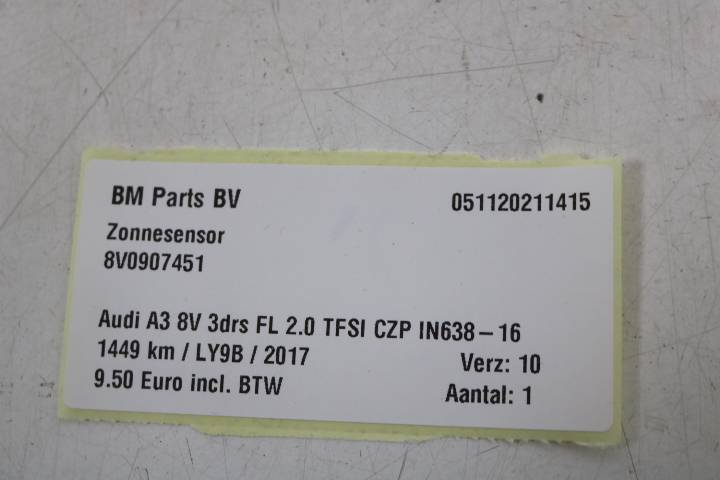 BM Parts BV 051120211415
Zonnesensor
8V0907451
Audi A3 8V 3drs FL 2.0 TFSI CZP IN638-16
1449 km / LY9B / 2017 Verz: 10
9.50 Euro incl. BTW Aantal: 1